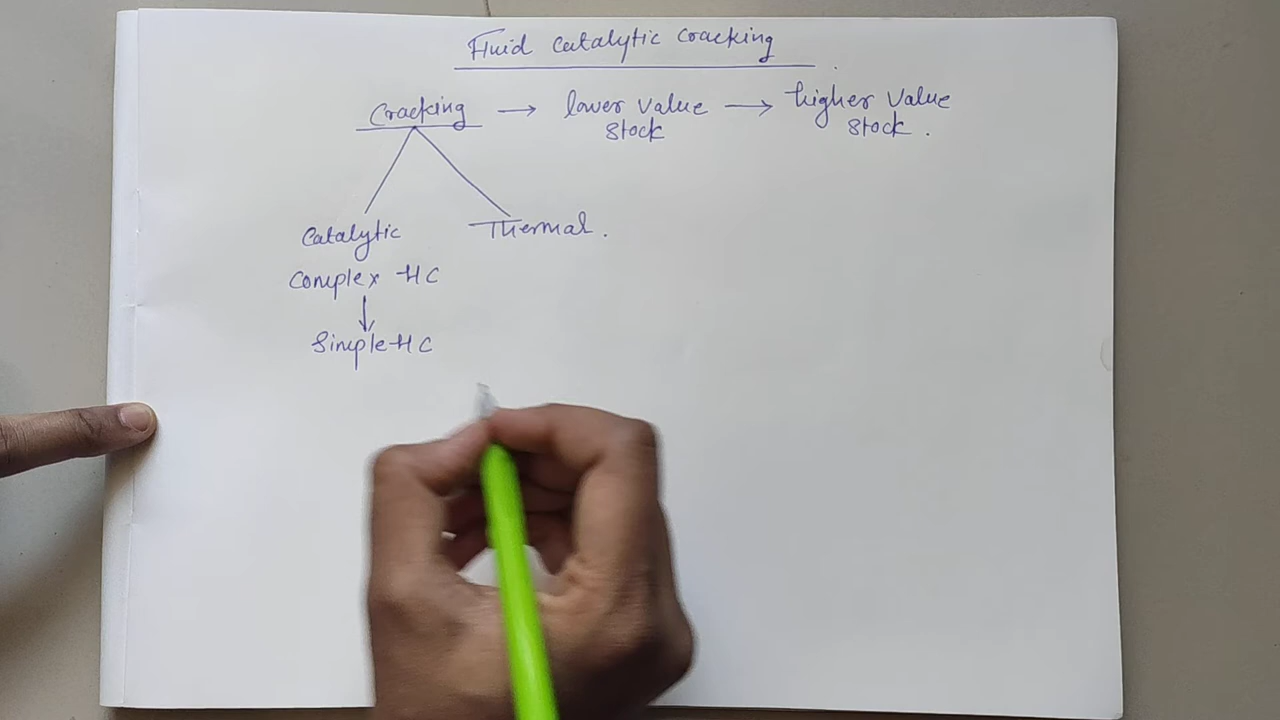 Fluid Catalytic Cracking
Cracking → lower value stock → higher value stock.
Catalytic Thermal.
Complex HC
↓
Simple HC